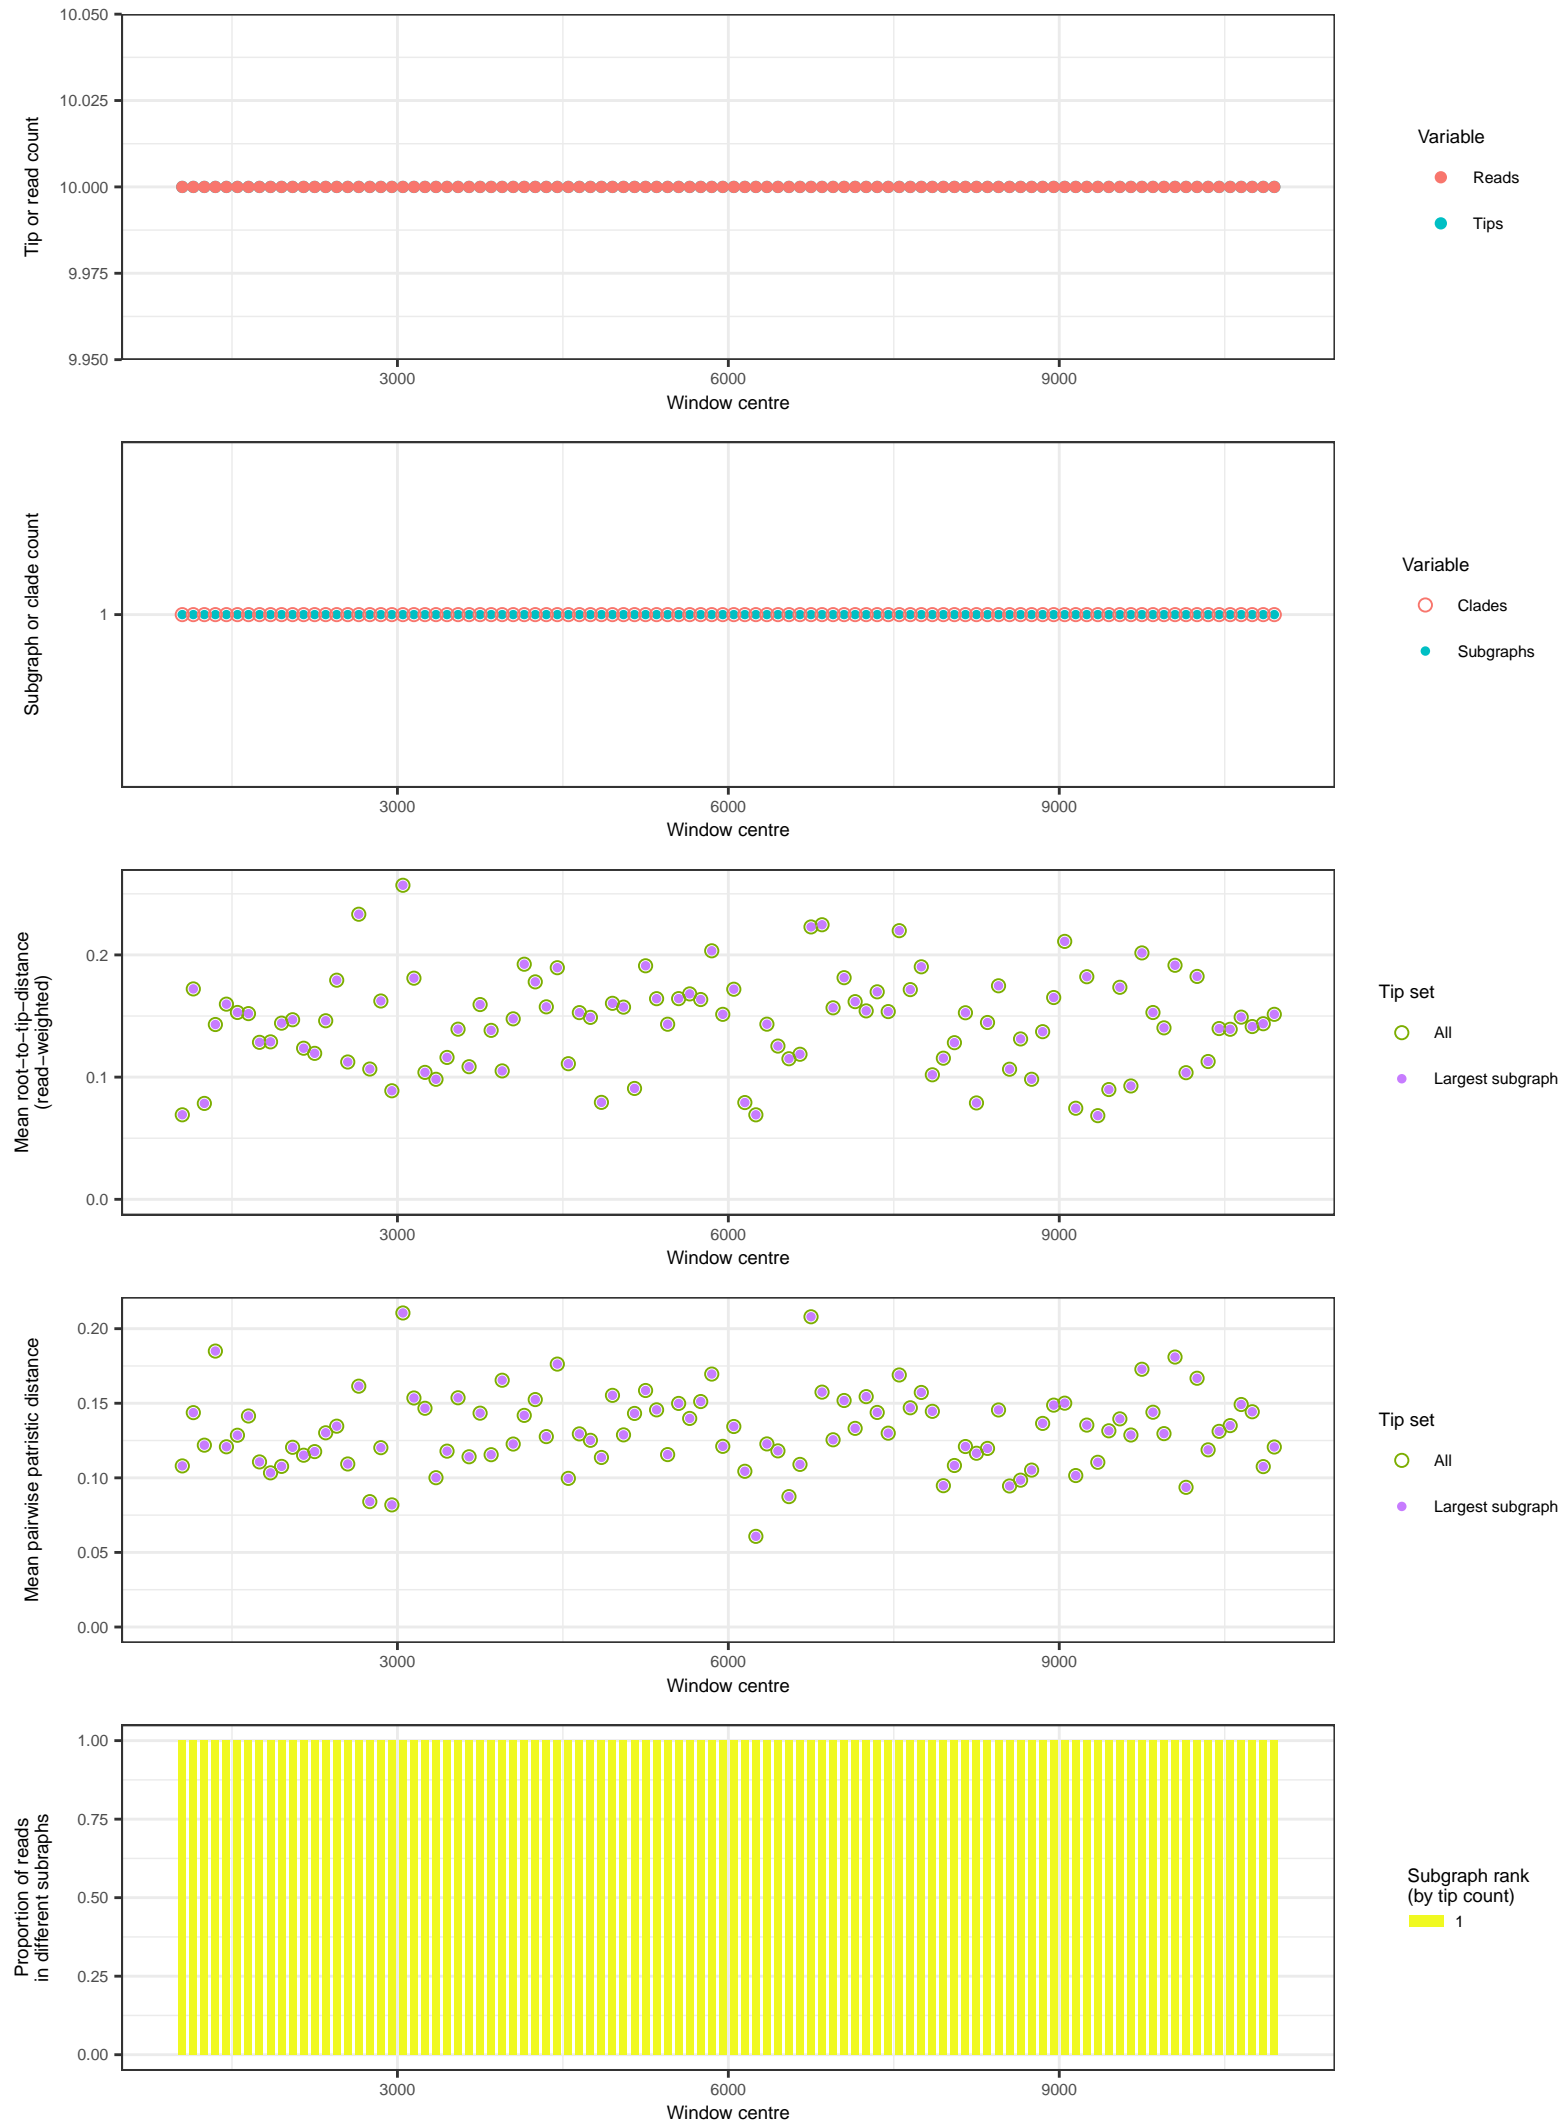 10.050
10.025
10.000
9.975
9.950
Tip or read count
3000 6000 9000
Window centre
Variable
Reads
Tips
1
Subgraph or clade count
3000 6000 9000
Window centre
Variable
Clades
Subgraphs
0.2
0.1
0.0
Mean root−to−tip−distance
(read−weighted)
3000 6000 9000
Window centre
Tip set
All
Largest subgraph
0.20
0.15
0.10
0.05
0.00
Mean pairwise patristic distance
3000 6000 9000
Window centre
Tip set
All
Largest subgraph
1.00
0.75
0.50
0.25
0.00
Proportion of reads
in different subraphs
3000 6000 9000
Window centre
Subgraph rank
(by tip count)
1